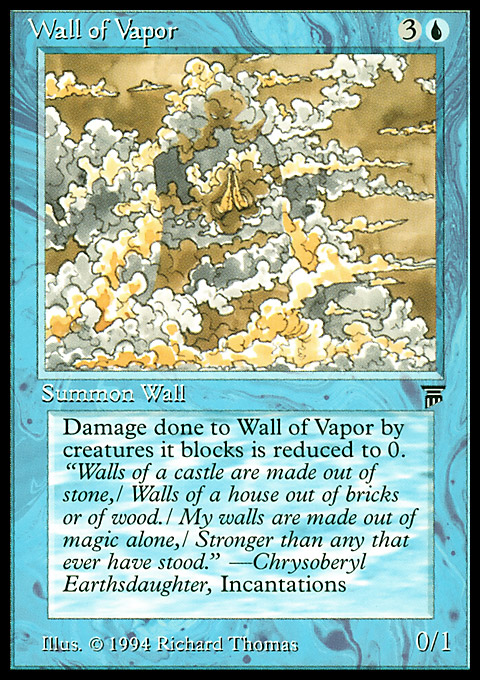 Wall of Vapor 3
Summon Wall
Damage done to Wall of Vapor by
creatures it blocks is reduced to 0.
“Walls of a castle are made out of
stone,/ Walls of a house out of bricks
or of wood./ My walls are made out of
magic alone,/ Stronger than any that
ever have stood.” —Chrysoberyl
Earthsdaughter, Incantations
Illus. © 1994 Richard Thomas 0/1